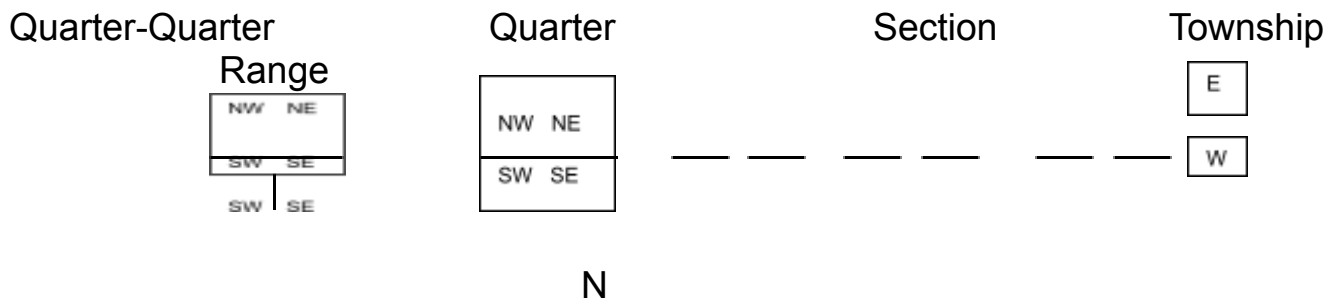 Quarter-Quarter Quarter Section Township
Range
NW NE
SW SE
SW SE
NW NE
SW SE
E
W
N